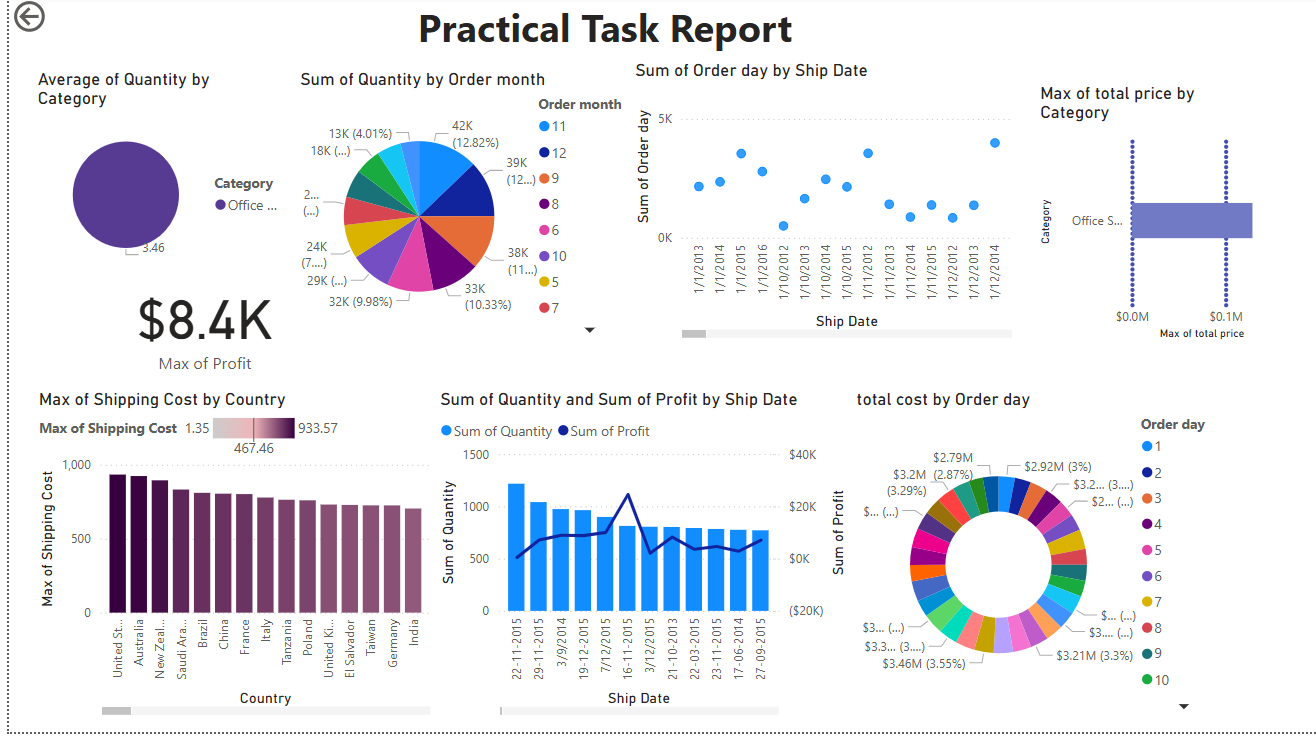 Practical Task Report
Average of Quantity by
Category
3.46
Category
Office ...
$8.4K
Max of Profit
Sum of Quantity by Order month
42K
(12.82%)
39K
(12...)
38K
(11...)
33K
(10.33%)
32K (9.98%)
29K (...)
24K
(7....)
2...
(...)
18K (...)
13K (4.01%)
Order month
11
12
9
8
6
10
5
7
Sum of Order day by Ship Date
Sum of Order day
5K
0K
1/1/2013
1/1/2014
1/1/2015
1/1/2016
1/10/2012
1/10/2013
1/10/2014
1/10/2015
1/11/2012
1/11/2013
1/11/2014
1/11/2015
1/12/2012
1/12/2013
1/12/2014
Ship Date
Max of total price by
Category
Category
Office S...
$0.0M
$0.1M
Max of total price
Max of Shipping Cost by Country
Max of Shipping Cost
1.35
933.57
467.46
Max of Shipping Cost
1,000
500
0
United St...
Australia
New Zeal...
Saudi Ara...
Brazil
China
France
Italy
Tanzania
Poland
United Ki...
El Salvador
Taiwan
Germany
India
Country
Sum of Quantity and Sum of Profit by Ship Date
Sum of Quantity
Sum of Profit
Sum of Quantity
1500
1000
500
0
$40K
$20K
$0K
($20K)
Sum of Profit
22-11-2015
29-11-2015
3/9/2014
19-12-2015
7/12/2015
16-11-2015
3/12/2015
21-10-2013
22-03-2015
23-11-2015
17-06-2014
27-09-2015
Ship Date
total cost by Order day
$2.92M (3%)
$3.2... (3....)
$2... (...)
$... (...)
$3.... (...)
$3.21M (3.3%)
$3.46M (3.55%)
$3.3... (3....)
$3... (...)
$... (...)
$3.2M
(3.29%)
$2.79M
(2.87%)
Order day
1
2
3
4
5
6
7
8
9
10